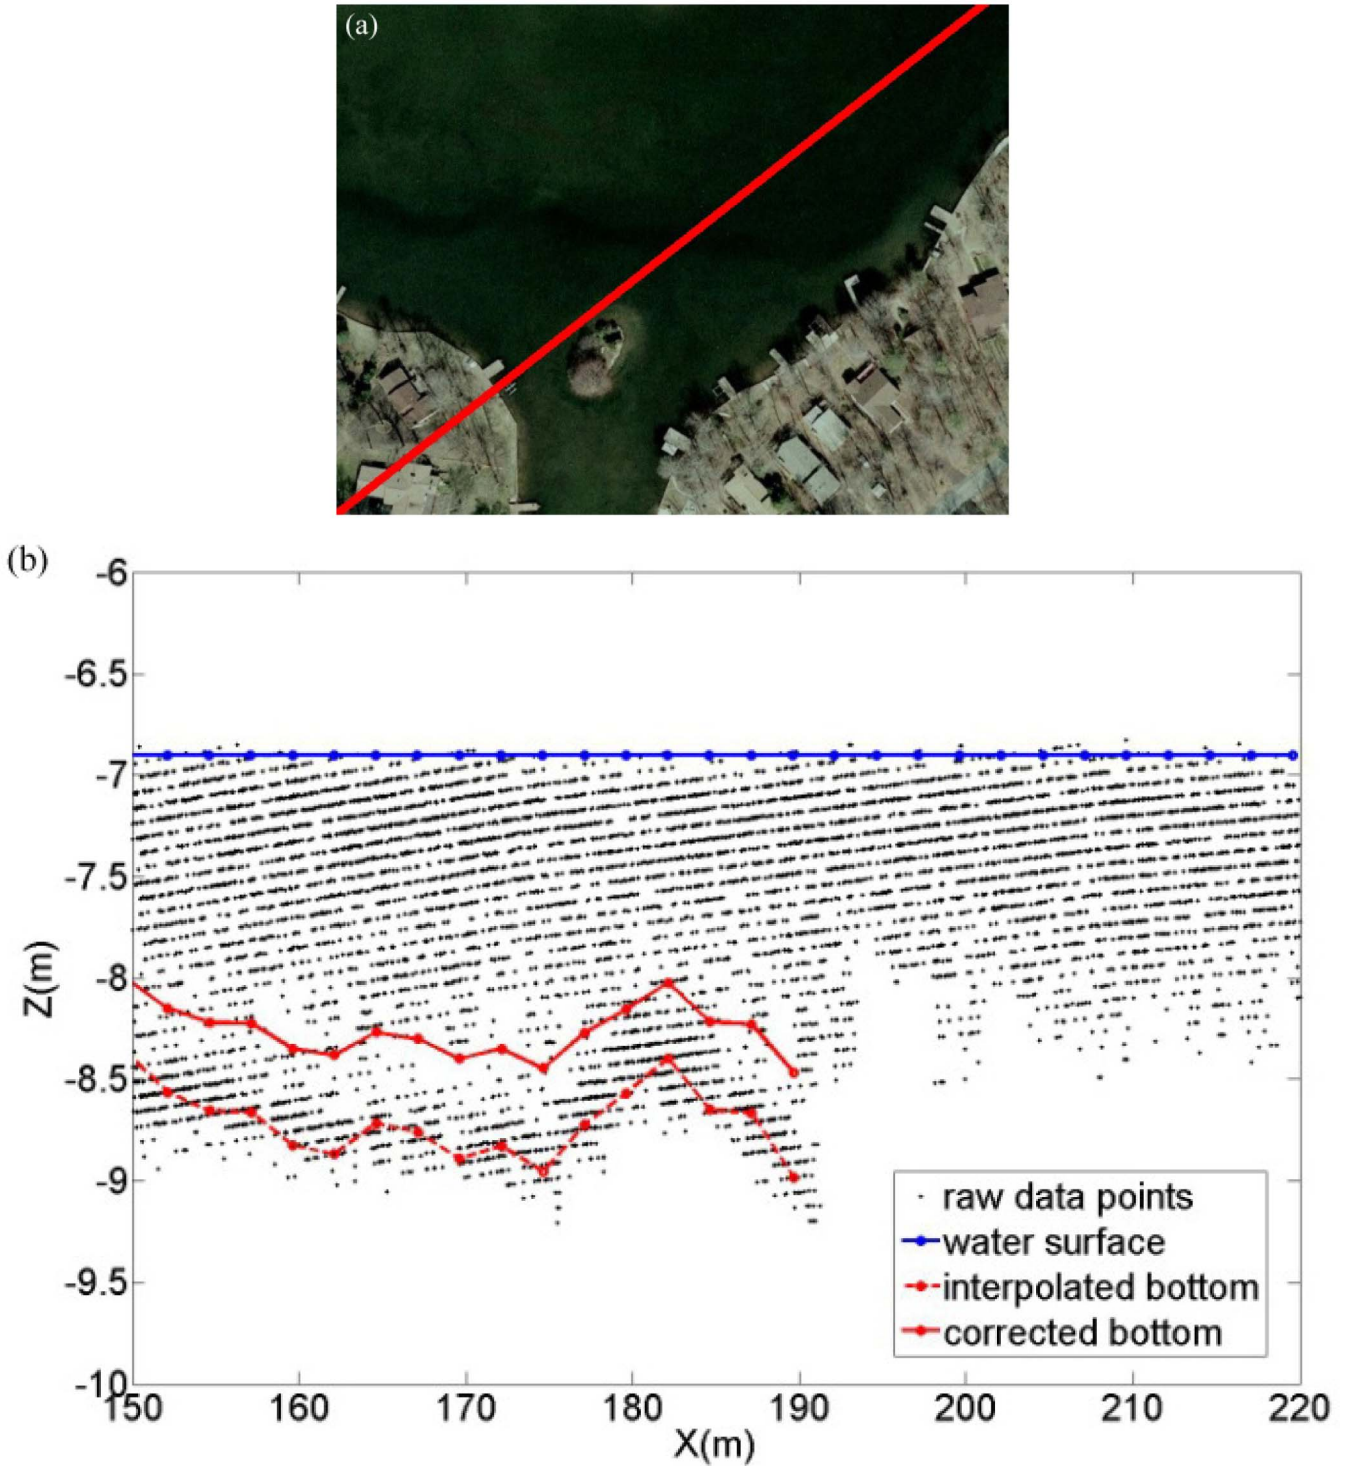 (a)
(b)
-6
-6.5
-7
-7.5
-8
-8.5
-9
-9.5
-10
Z(m)
150 160 170 180 190 200 210 220
X(m)
raw data points
water surface
interpolated bottom
corrected bottom